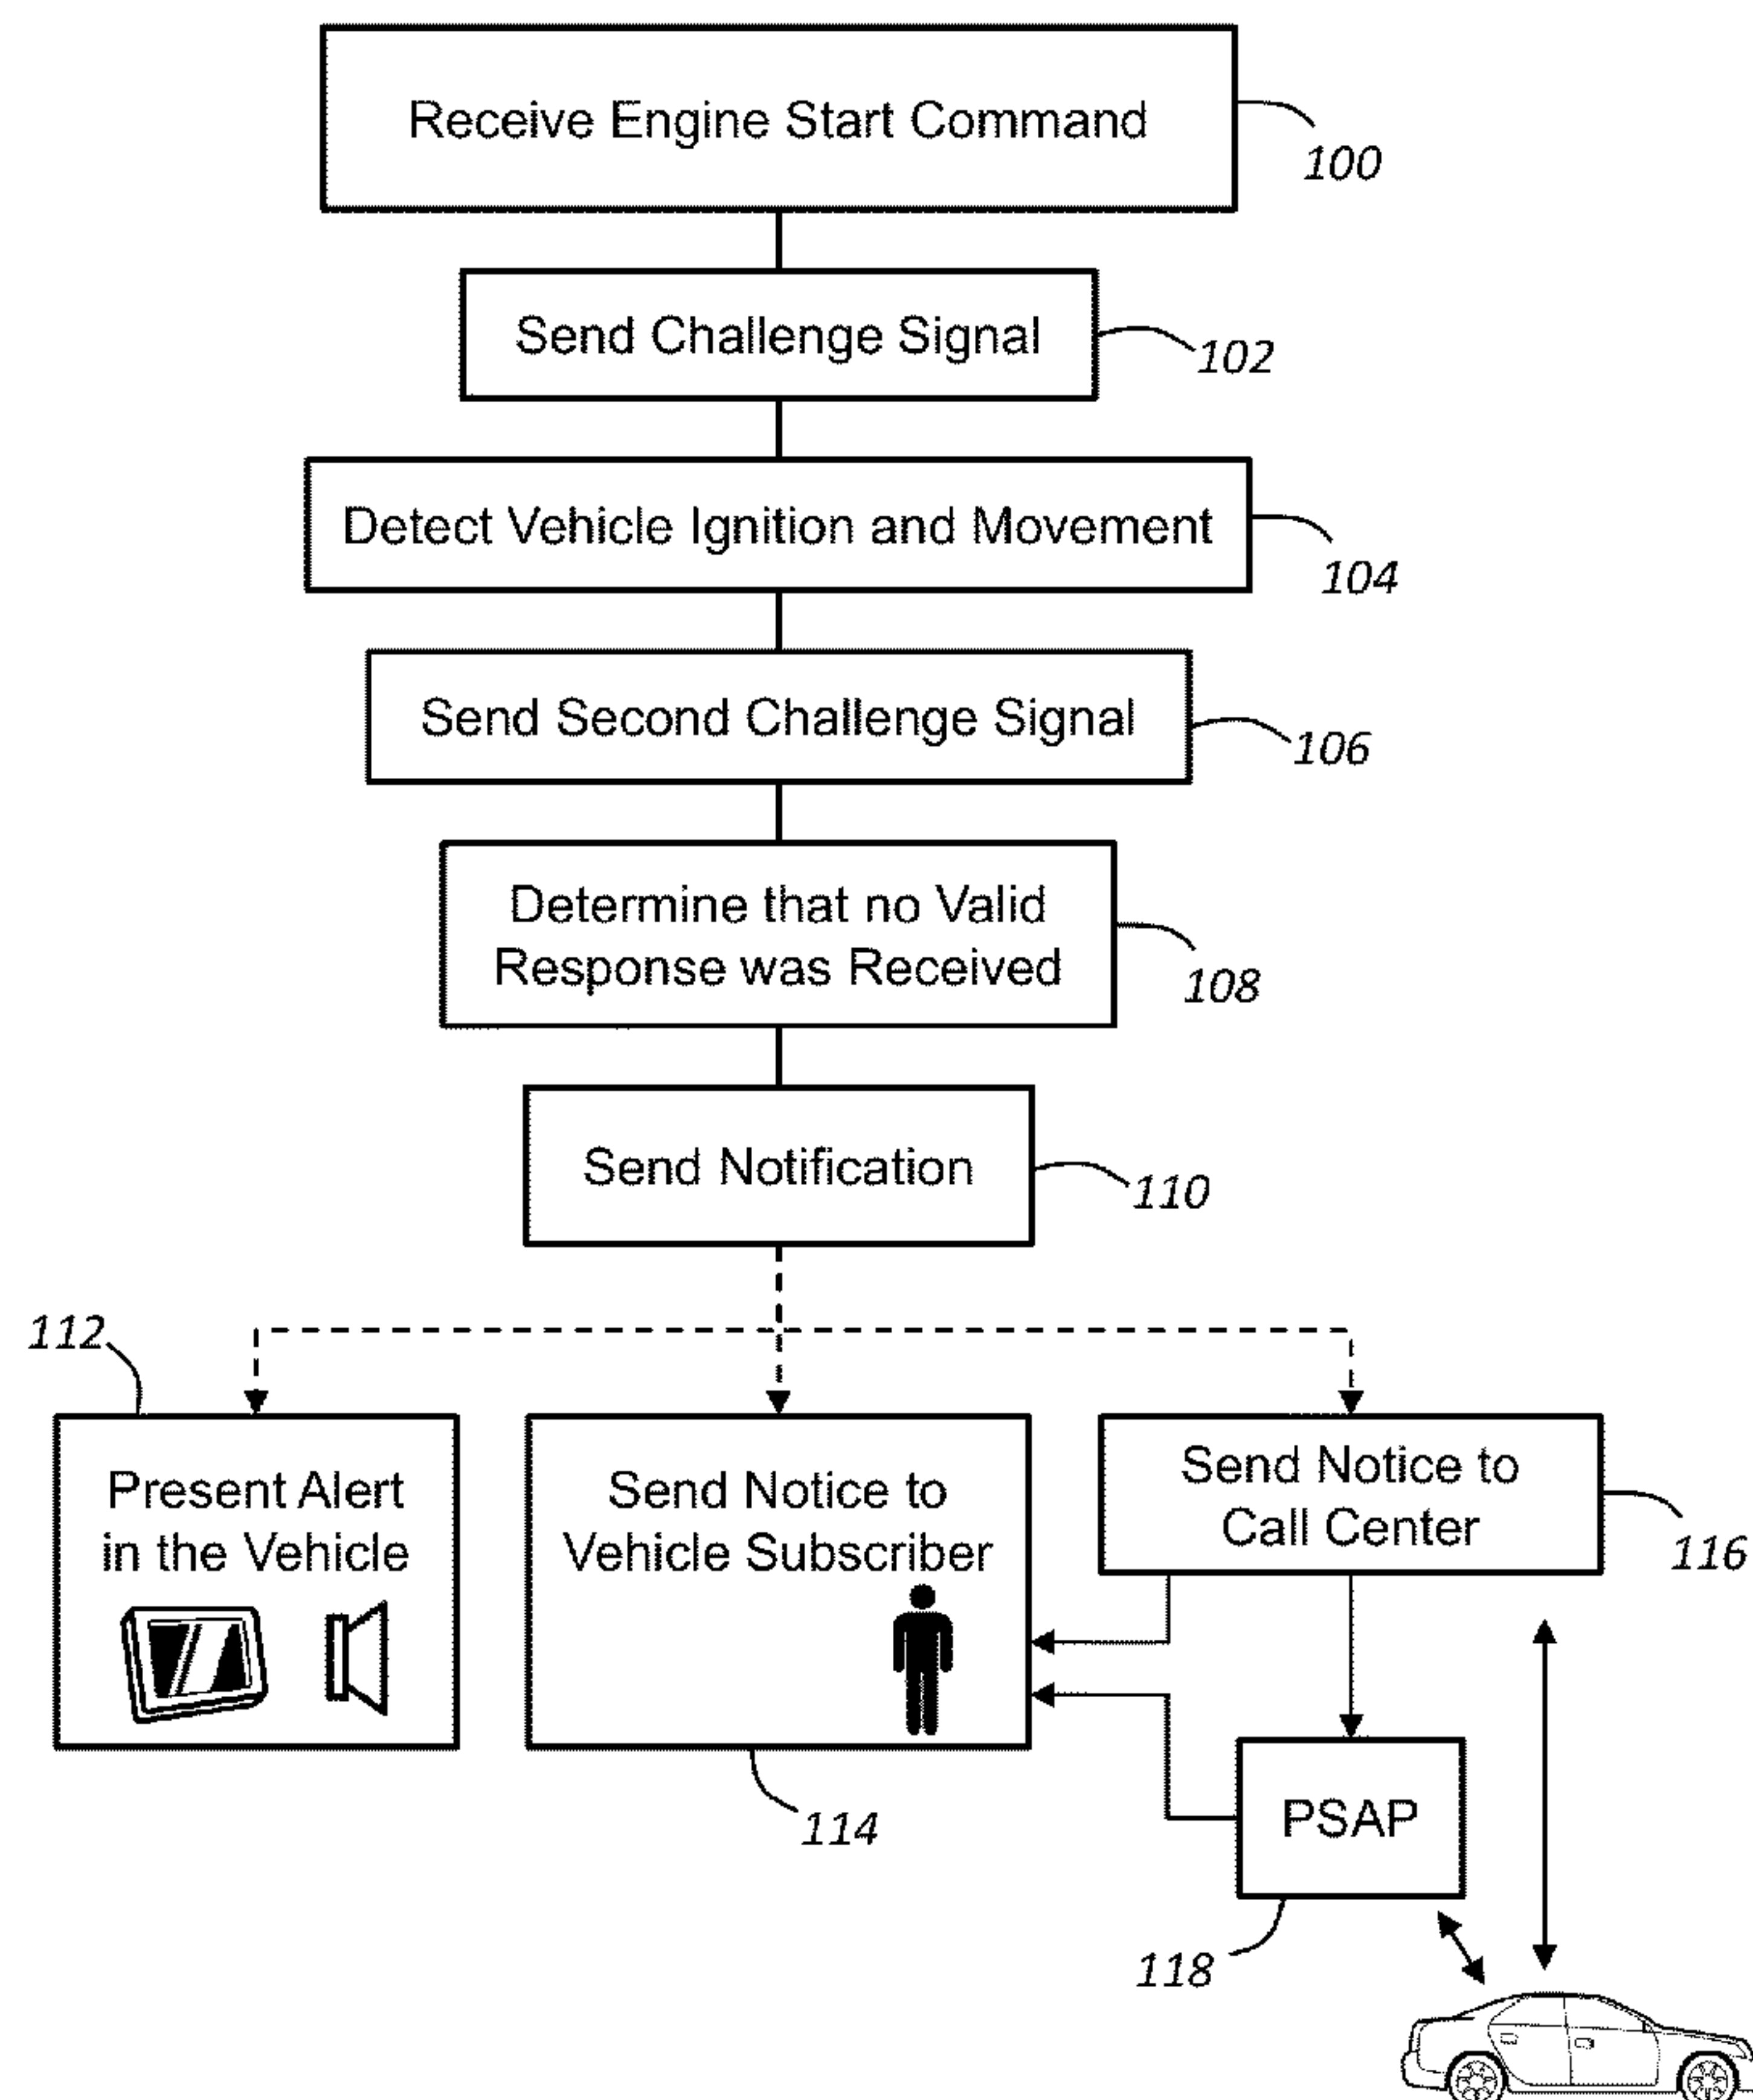 Receive Engine Start Command
100
Send Challenge Signal
102
Detect Vehicle Ignition and Movement
104
Send Second Challenge Signal
106
Determine that no Valid
Response was Received
108
Send Notification
110
112
Present Alert
in the Vehicle
Send Notice to
Vehicle Subscriber
114
Send Notice to
Call Center
116
PSAP
118